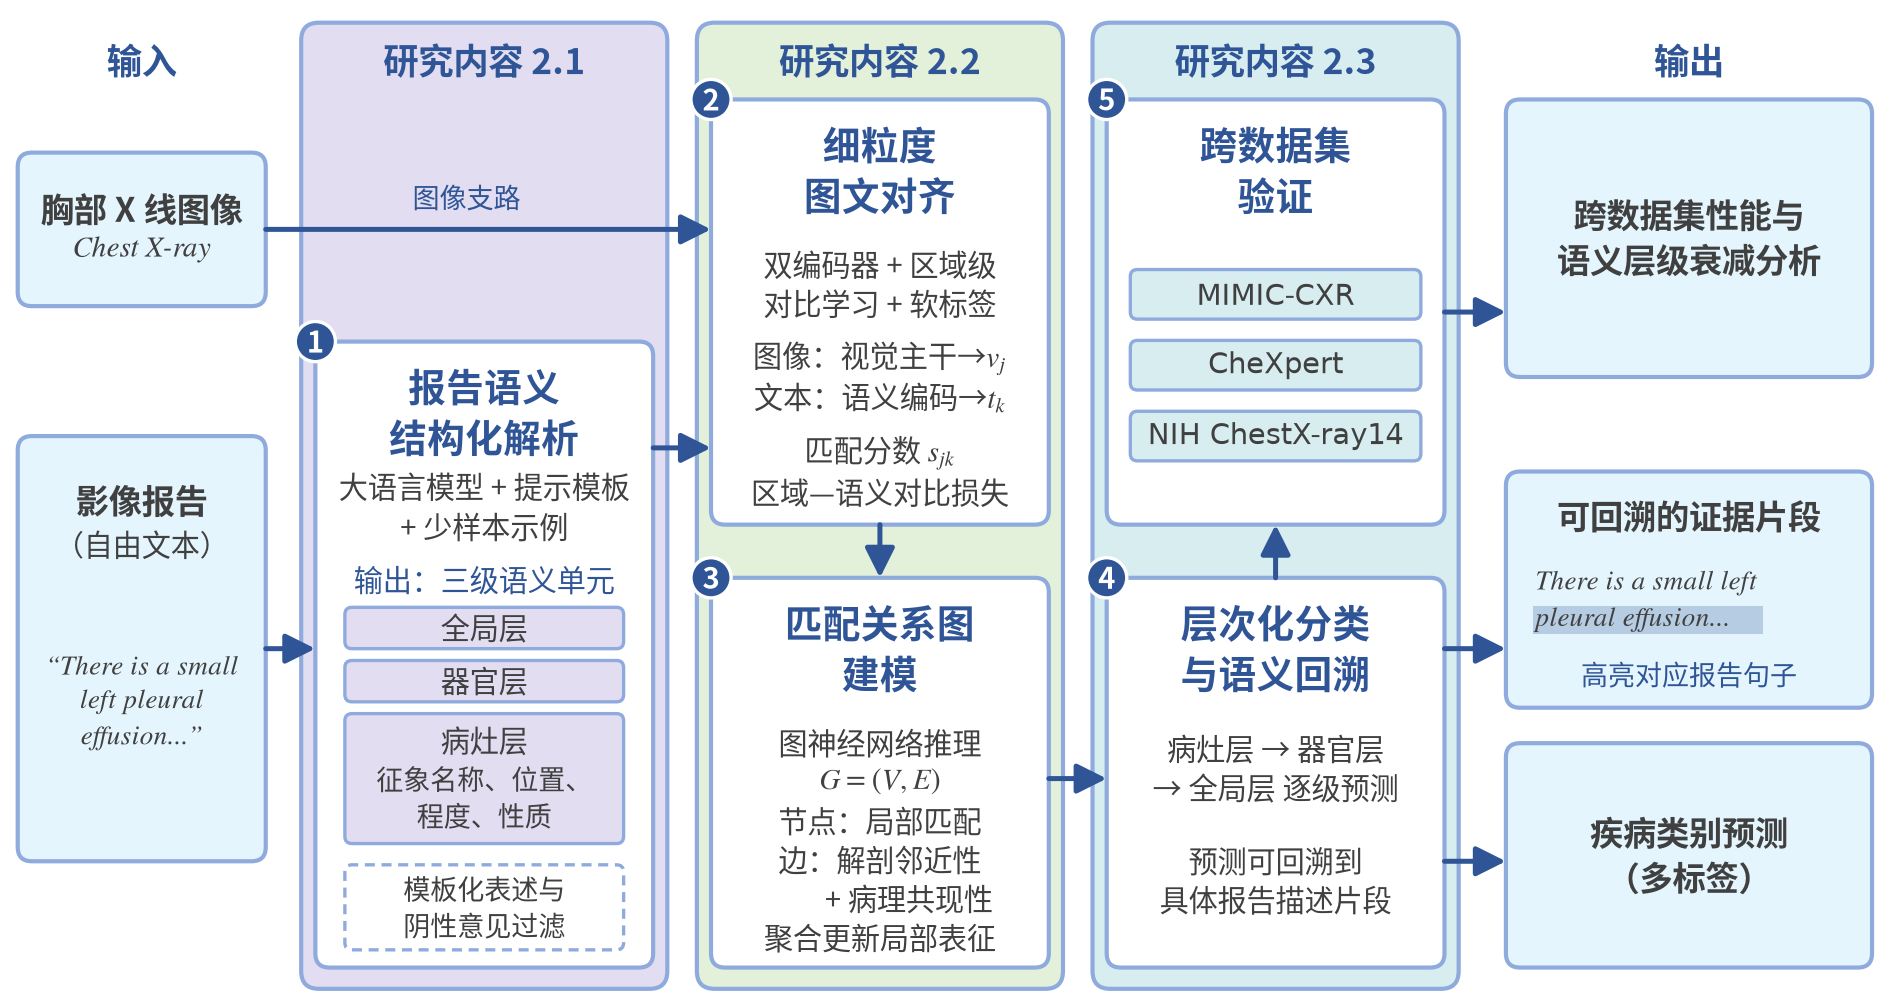 输入
胸部 X 线图像
Chest X-ray
影像报告
（自由文本）
“There is a small
left pleural
effusion...”
研究内容 2.1
图像支路
1
报告语义
结构化解析
大语言模型 + 提示模板
+ 少样本示例
输出：三级语义单元
全局层
器官层
病灶层
征象名称、位置、
程度、性质
模板化表述与
阴性意见过滤
研究内容 2.2
2
细粒度
图文对齐
双编码器 + 区域级
对比学习 + 软标签
图像：视觉主干→v_j
文本：语义编码→t_k
匹配分数 s_jk
区域—语义对比损失
3
匹配关系图
建模
图神经网络推理
G = (V, E)
节点：局部匹配
边：解剖邻近性
+ 病理共现性
聚合更新局部表征
研究内容 2.3
5
跨数据集
验证
MIMIC-CXR
CheXpert
NIH ChestX-ray14
4
层次化分类
与语义回溯
病灶层 → 器官层
→ 全局层 逐级预测
预测可回溯到
具体报告描述片段
输出
跨数据集性能与
语义层级衰减分析
可回溯的证据片段
There is a small left
pleural effusion...
高亮对应报告句子
疾病类别预测
（多标签）